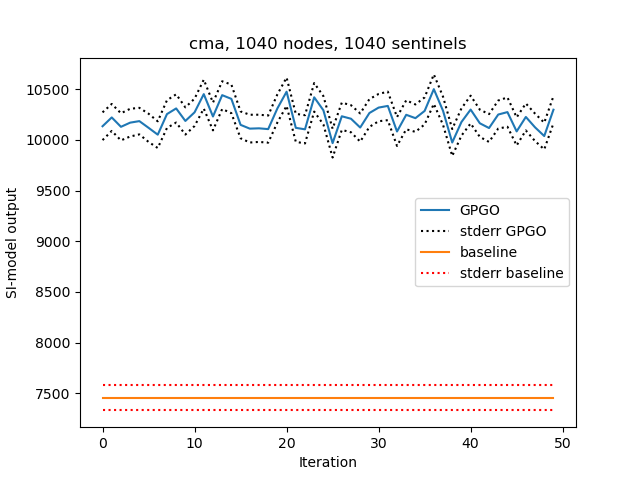 cma, 1040 nodes, 1040 sentinels
SI-model output
10500
10000
9500
9000
8500
8000
7500
GPGO
stderr GPGO
baseline
stderr baseline
0
10
20
30
40
50
Iteration